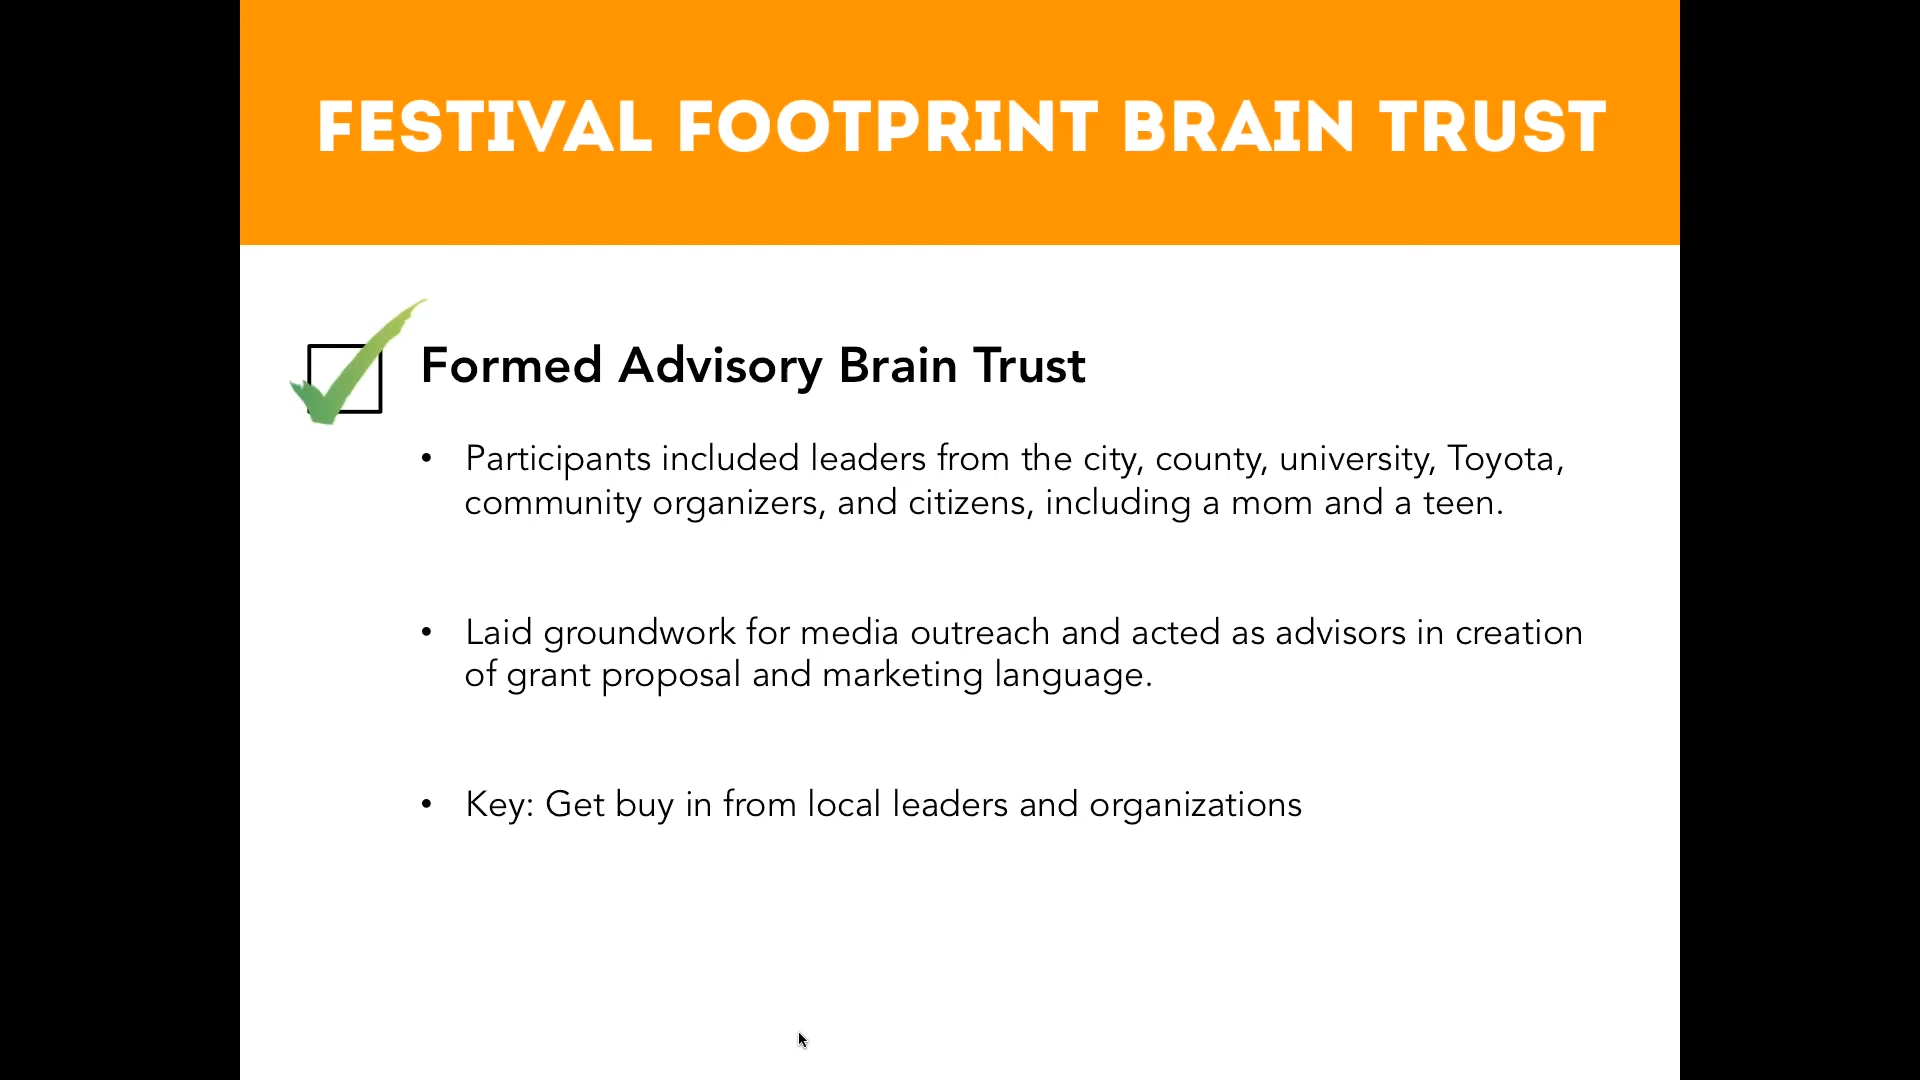 FESTIVAL FOOTPRINT BRAIN TRUST
Formed Advisory Brain Trust
• Participants included leaders from the city, county, university, Toyota,
community organizers, and citizens, including a mom and a teen.
• Laid groundwork for media outreach and acted as advisors in creation
of grant proposal and marketing language.
• Key: Get buy in from local leaders and organizations